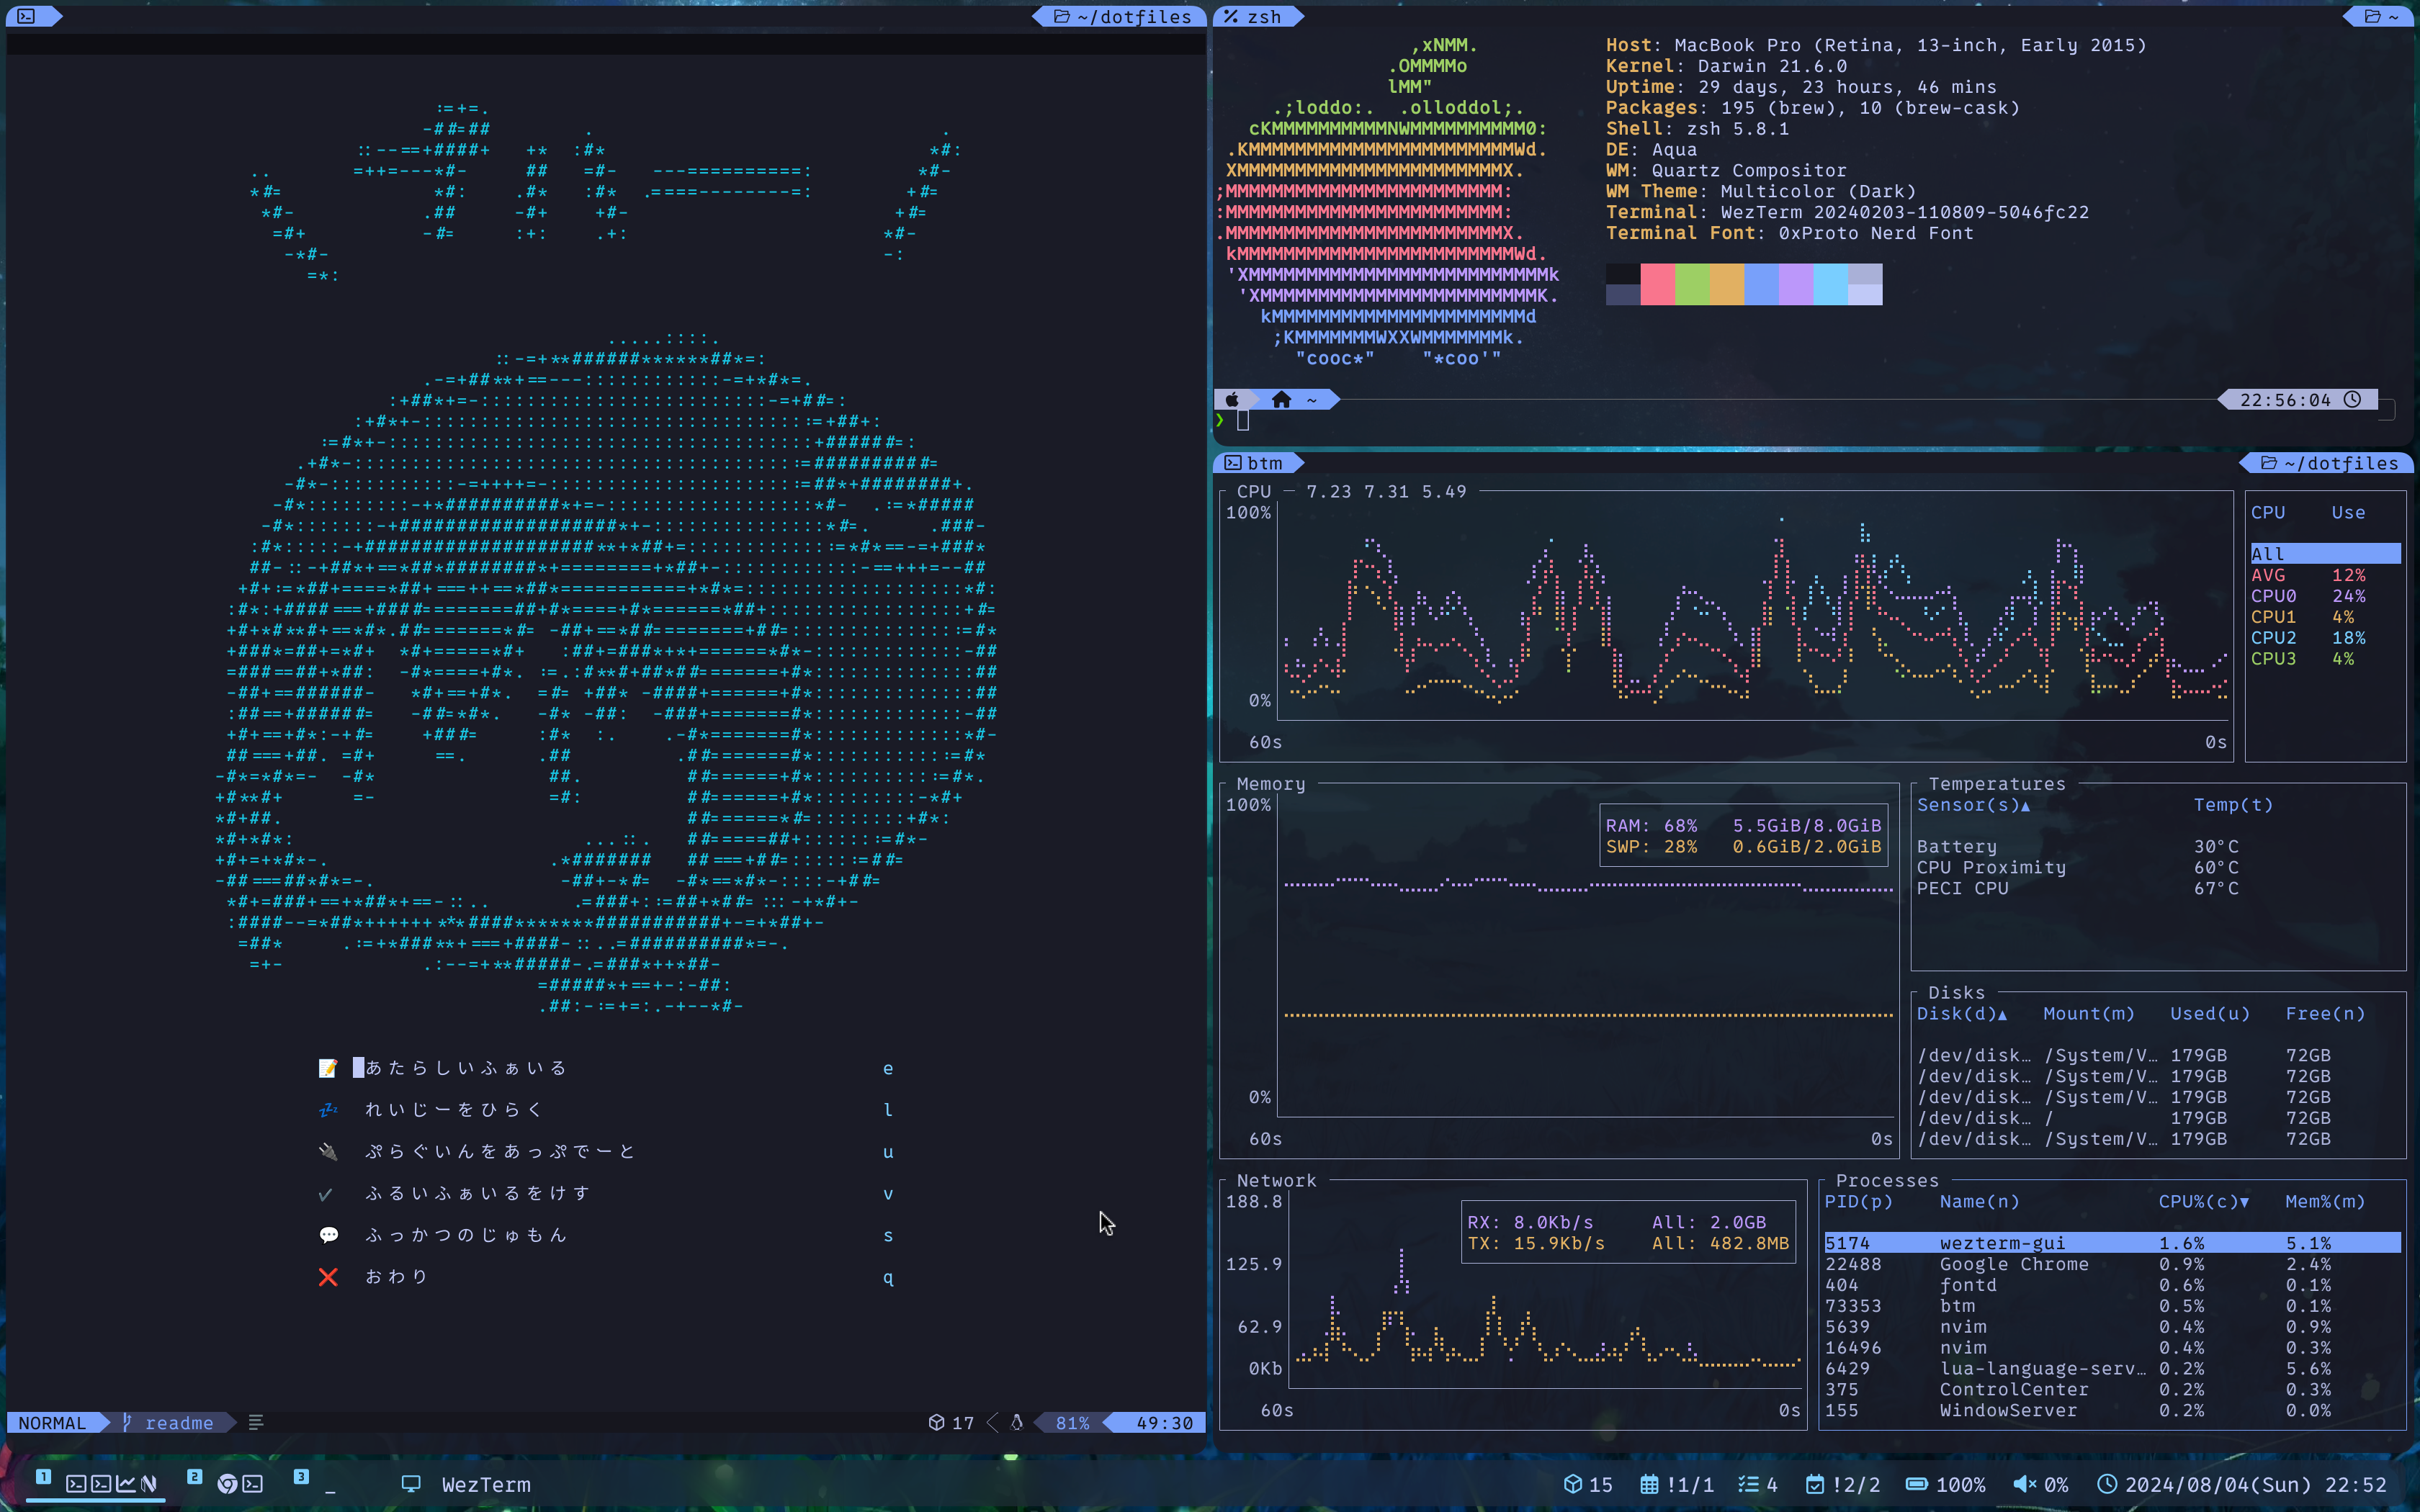 ~/dotfiles
📝 あたらしいふぁいる e
💤 れいじーをひらく l
🔌 ぷらぐいんをあっぷでーと u
✔ ふるいふぁいるをけす v
💬 ふっかつのじゅもん s
❌ おわり q
NORMAL readme 17 81% 49:30
zsh ~
Host: MacBook Pro (Retina, 13-inch, Early 2015)
Kernel: Darwin 21.6.0
Uptime: 29 days, 23 hours, 46 mins
Packages: 195 (brew), 10 (brew-cask)
Shell: zsh 5.8.1
DE: Aqua
WM: Quartz Compositor
WM Theme: Multicolor (Dark)
Terminal: WezTerm 20240203-110809-5046fc22
Terminal Font: 0xProto Nerd Font
~ 22:56:04
❯
btm ~/dotfiles
CPU — 7.23 7.31 5.49
100%
0%
60s 0s
CPU Use
All
AVG 12%
CPU0 24%
CPU1 4%
CPU2 18%
CPU3 4%
Memory
100%
RAM: 68% 5.5GiB/8.0GiB
SWP: 28% 0.6GiB/2.0GiB
0%
60s 0s
Temperatures
Sensor(s)▲ Temp(t)
Battery 30°C
CPU Proximity 60°C
PECI CPU 67°C
Disks
Disk(d)▲ Mount(m) Used(u) Free(n)
/dev/disk… /System/V… 179GB 72GB
/dev/disk… /System/V… 179GB 72GB
/dev/disk… /System/V… 179GB 72GB
/dev/disk… / 179GB 72GB
/dev/disk… /System/V… 179GB 72GB
Network
188.8
125.9
62.9
0Kb
RX: 8.0Kb/s All: 2.0GB
TX: 15.9Kb/s All: 482.8MB
60s 0s
Processes
PID(p) Name(n) CPU%(c)▼ Mem%(m)
5174 wezterm-gui 1.6% 5.1%
22488 Google Chrome 0.9% 2.4%
404 fontd 0.6% 0.1%
73353 btm 0.5% 0.1%
5639 nvim 0.4% 0.9%
16496 nvim 0.4% 0.3%
6429 lua-language-serv… 0.2% 5.6%
375 ControlCenter 0.2% 0.3%
155 WindowServer 0.2% 0.0%
1 2 3 _ WezTerm 15 !1/1 4 !2/2 100% 0% 2024/08/04(Sun) 22:52